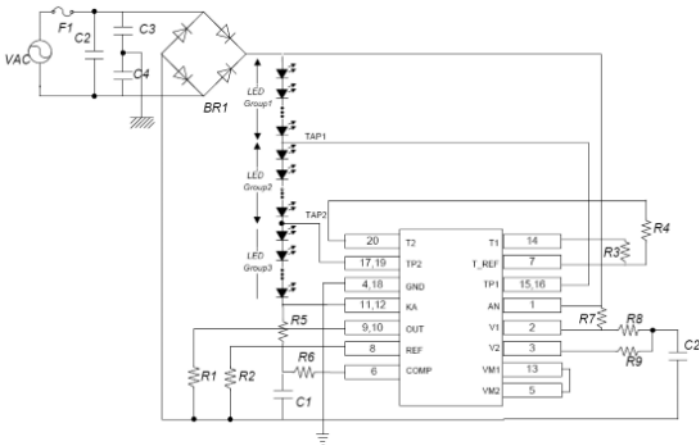 F1
VAC
C2
C3
C4
BR1
LED
Group1
TAP1
LED
Group2
TAP2
LED
Group3
R4
R3
20 T2 T1 14
17,19 TP2 T_REF 7
4,18 GND TP1 15,16
11,12 KA AN 1
R5 R7
9,10 OUT V1 2 R8
8 REF V2 3 R9 C2
R1 R2 R6
6 COMP VM1 13
VM2 5
C1